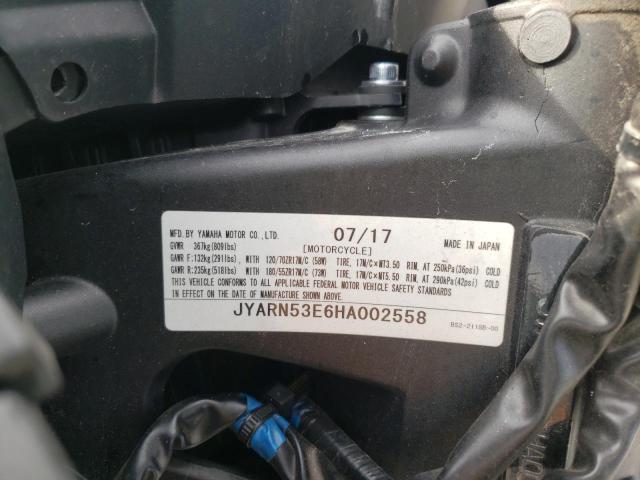 MFD.BY YAMAHA MOTOR CO.,LTD.
07/17
MADE IN JAPAN
GVWR 367kg(809lbs)
[MOTORCYCLE]
GAWR F:132kg(291lbs), WITH 120/70ZR17M/C (58W) TIRE, 17M/C×MT3.50 RIM, AT 250kPa(36psi) COLD
GAWR R:235kg(518lbs), WITH 180/55ZR17M/C (73W) TIRE, 17M/C×MT5.50 RIM, AT 290kPa(42psi) COLD
THIS VEHICLE CONFORMS TO ALL APPLICABLE FEDERAL MOTOR VEHICLE SAFETY STANDARDS
IN EFFECT ON THE DATE OF MANUFACTURE
JYARN53E6HA002558
BS2-2118B-00